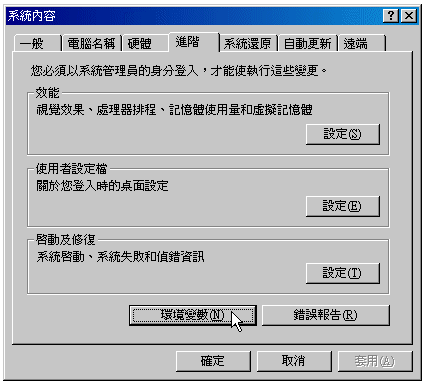 系統內容
一般 電腦名稱 硬體 進階 系統還原 自動更新 遠端
您必須以系統管理員的身分登入，才能使執行這些變更。
效能
視覺效果、處理器排程、記憶體使用量和虛擬記憶體
設定(S)
使用者設定檔
關於您登入時的桌面設定
設定(E)
啓動及修復
系統啓動、系統失敗和偵錯資訊
設定(T)
環境變數(N) 錯誤報告(R)
確定 取消 套用(A)